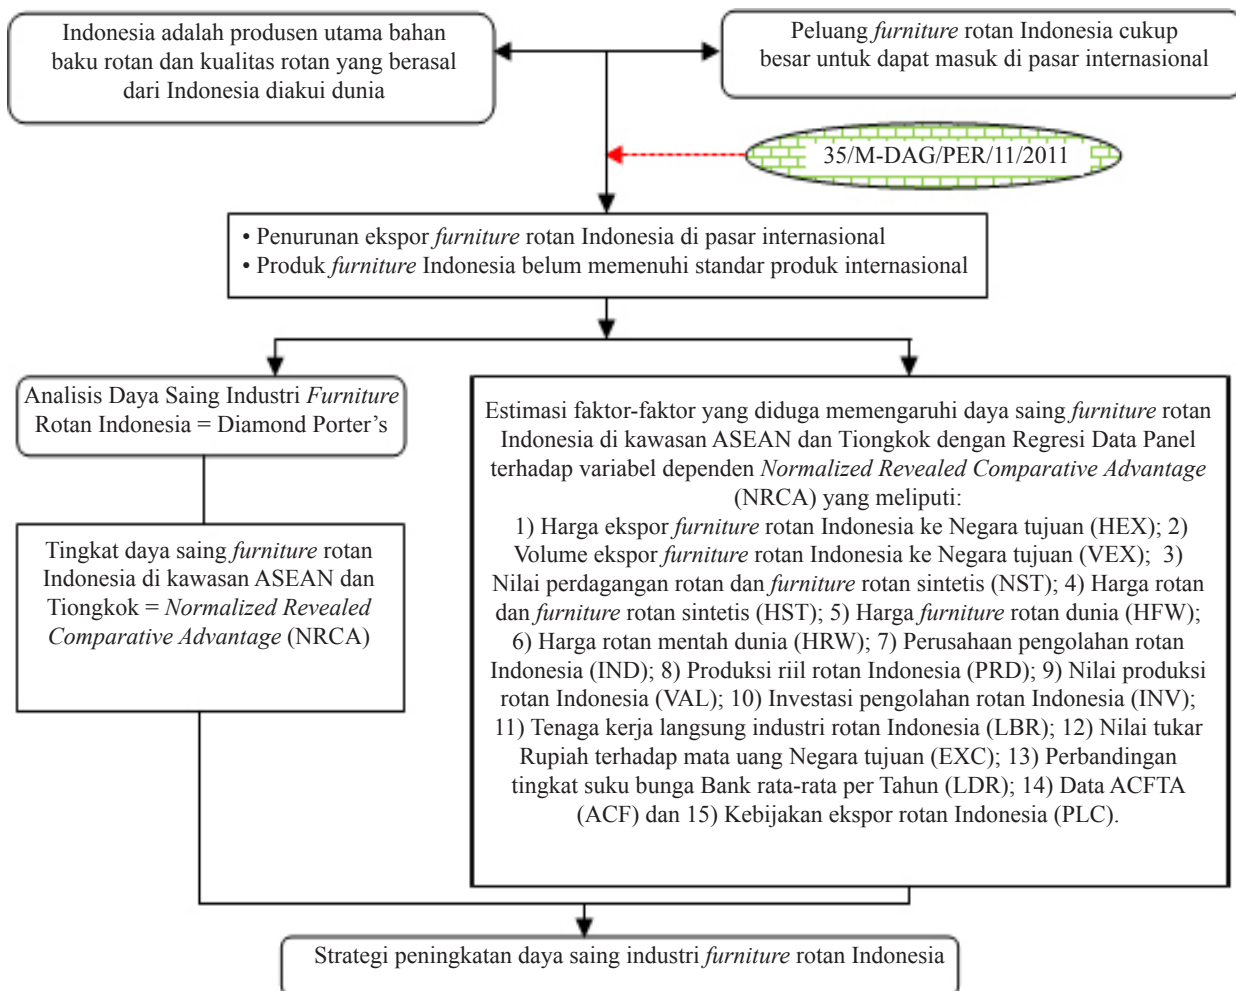 Indonesia adalah produsen utama bahan
baku rotan dan kualitas rotan yang berasal
dari Indonesia diakui dunia
Peluang furniture rotan Indonesia cukup
besar untuk dapat masuk di pasar internasional
35/M-DAG/PER/11/2011
• Penurunan ekspor furniture rotan Indonesia di pasar internasional
• Produk furniture Indonesia belum memenuhi standar produk internasional
Analisis Daya Saing Industri Furniture
Rotan Indonesia = Diamond Porter's
Tingkat daya saing furniture rotan
Indonesia di kawasan ASEAN dan
Tiongkok = Normalized Revealed
Comparative Advantage (NRCA)
Estimasi faktor-faktor yang diduga memengaruhi daya saing furniture rotan
Indonesia di kawasan ASEAN dan Tiongkok dengan Regresi Data Panel
terhadap variabel dependen Normalized Revealed Comparative Advantage
(NRCA) yang meliputi:
1) Harga ekspor furniture rotan Indonesia ke Negara tujuan (HEX); 2)
Volume ekspor furniture rotan Indonesia ke Negara tujuan (VEX); 3)
Nilai perdagangan rotan dan furniture rotan sintetis (NST); 4) Harga rotan
dan furniture rotan sintetis (HST); 5) Harga furniture rotan dunia (HFW);
6) Harga rotan mentah dunia (HRW); 7) Perusahaan pengolahan rotan
Indonesia (IND); 8) Produksi riil rotan Indonesia (PRD); 9) Nilai produksi
rotan Indonesia (VAL); 10) Investasi pengolahan rotan Indonesia (INV);
11) Tenaga kerja langsung industri rotan Indonesia (LBR); 12) Nilai tukar
Rupiah terhadap mata uang Negara tujuan (EXC); 13) Perbandingan
tingkat suku bunga Bank rata-rata per Tahun (LDR); 14) Data ACFTA
(ACF) dan 15) Kebijakan ekspor rotan Indonesia (PLC).
Strategi peningkatan daya saing industri furniture rotan Indonesia